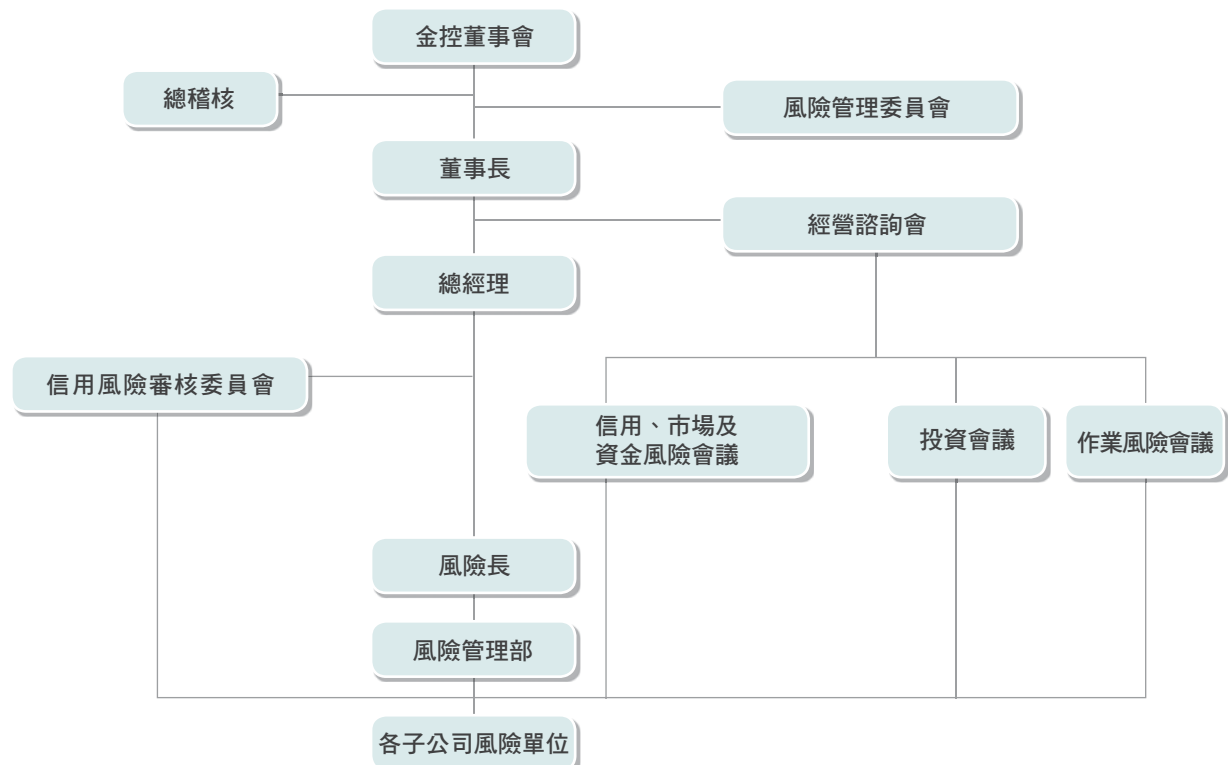 金控董事會
總稽核
風險管理委員會
董事長
經營諮詢會
總經理
信用風險審核委員會
信用、市場及
資金風險會議
投資會議
作業風險會議
風險長
風險管理部
各子公司風險單位